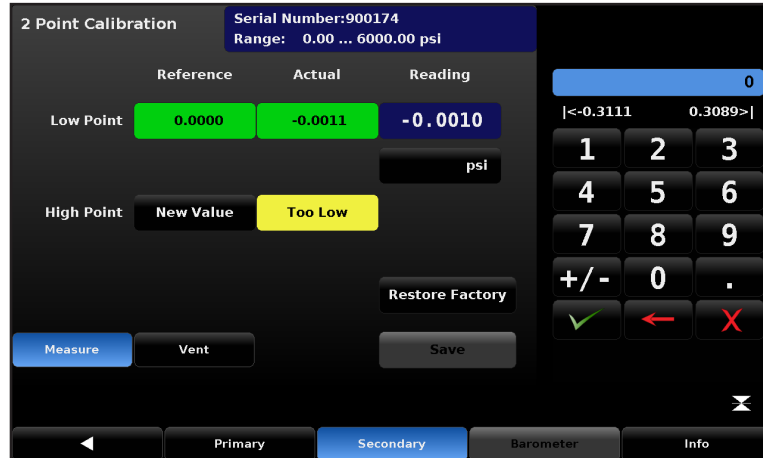 2 Point Calibration
Serial Number:900174
Range: 0.00 ... 6000.00 psi
Reference Actual Reading
Low Point 0.0000 -0.0011 -0.0010
psi
High Point New Value Too Low
Restore Factory
Measure Vent Save
0
|<-0.3111 0.3089>|
1 2 3
4 5 6
7 8 9
+/- 0 .
X
Primary Secondary Barometer Info